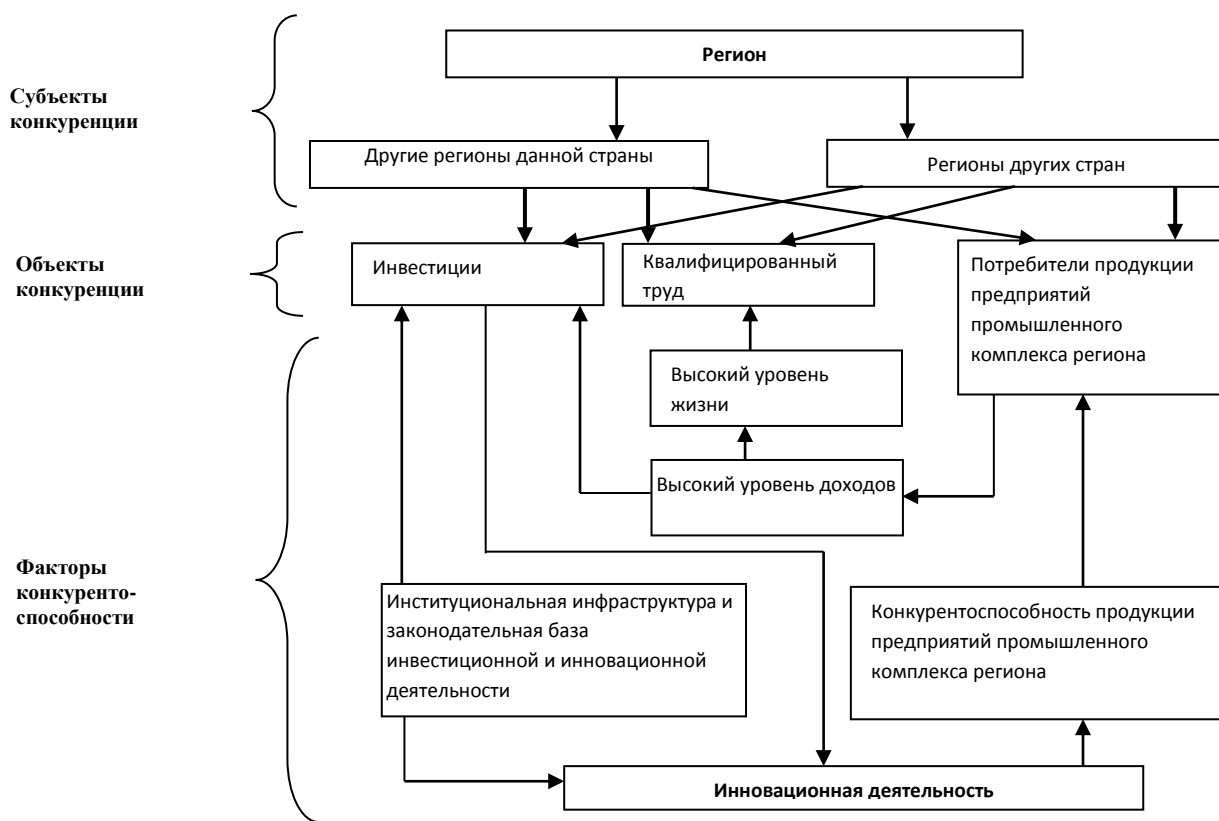 Регион
Субъекты
конкуренции
Другие регионы данной страны
Регионы других стран
Объекты
конкуренции
Инвестиции
Квалифицированный
труд
Потребители продукции
предприятий
промышленного
комплекса региона
Высокий уровень
жизни
Высокий уровень доходов
Факторы
конкуренто-
способности
Институциональная инфраструктура и
законодательная база
инвестиционной и инновационной
деятельности
Конкурентоспособность продукции
предприятий промышленного
комплекса региона
Инновационная деятельность